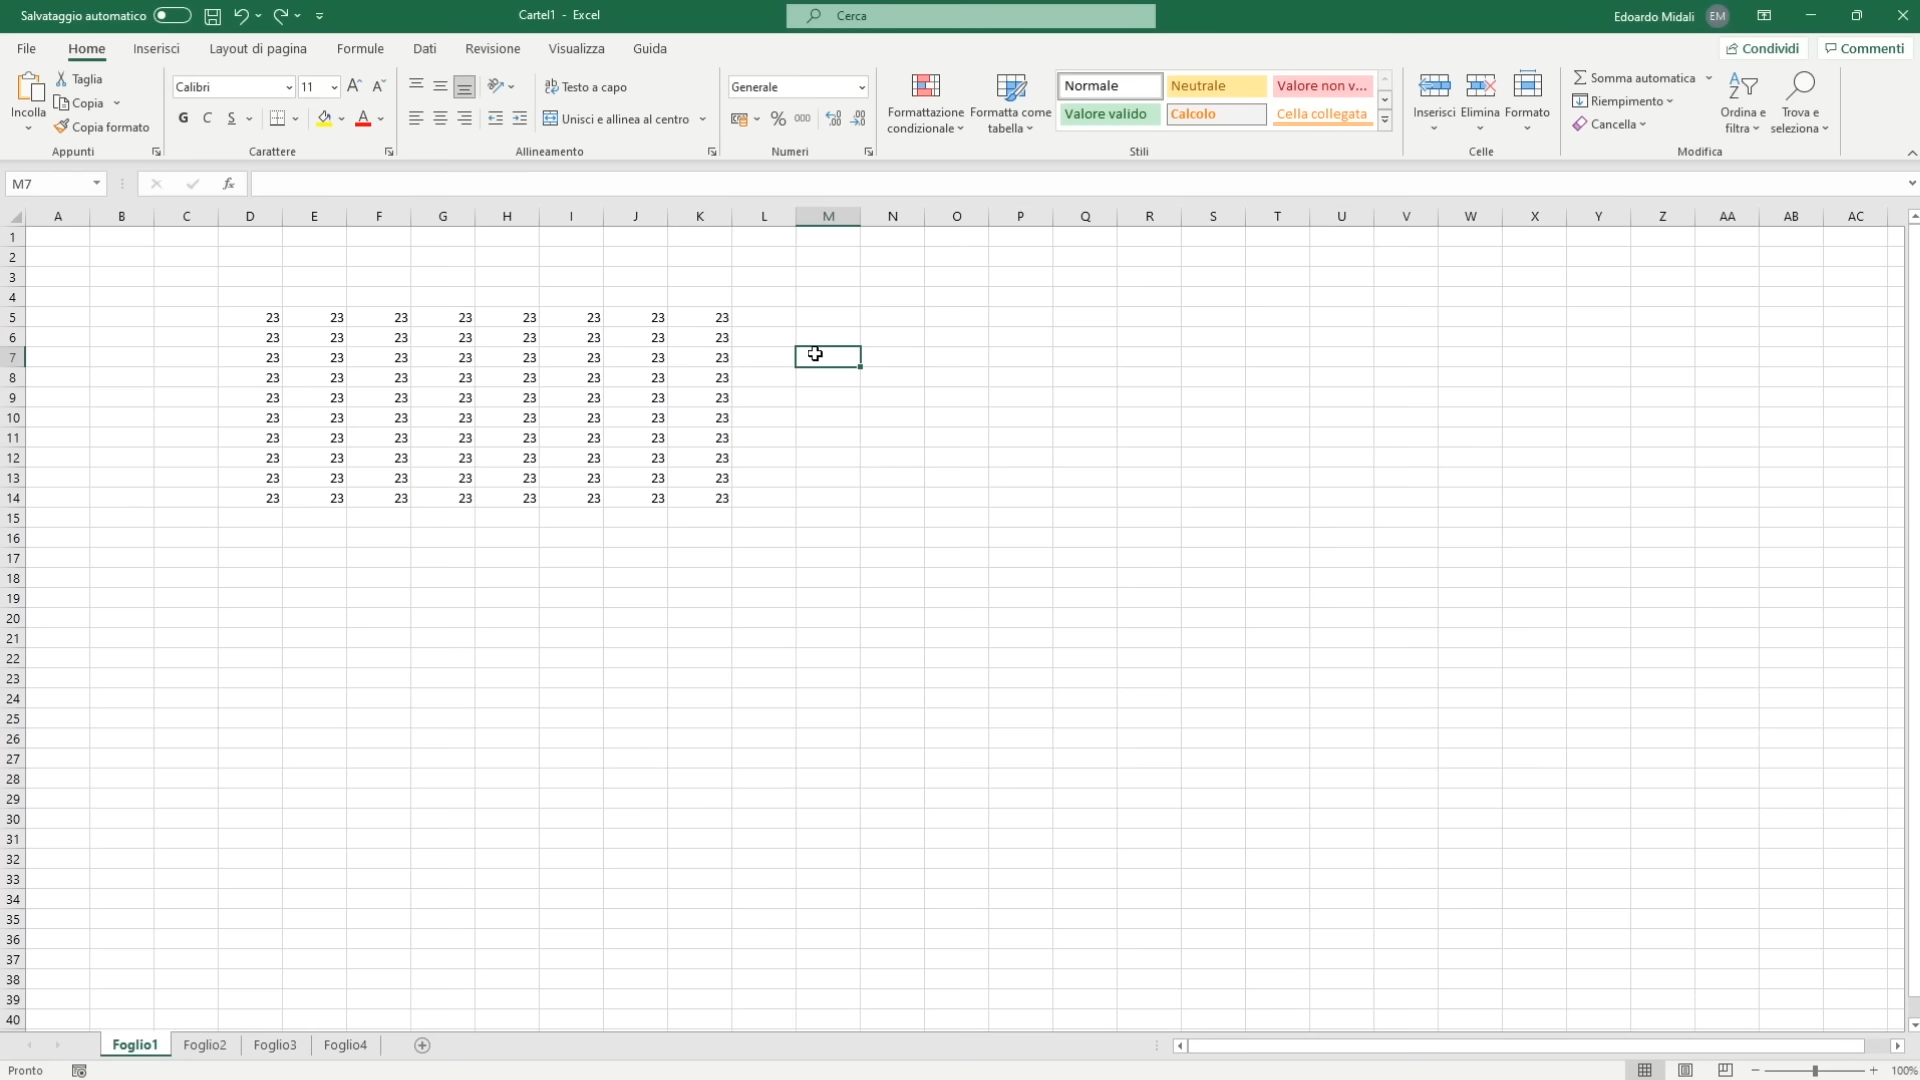 Salvataggio automatico Cartel1 - Excel Cerca Edoardo Midali EM
File Home Inserisci Layout di pagina Formule Dati Revisione Visualizza Guida Condividi Commenti
Incolla Taglia Copia Copia formato Appunti
Calibri 11 G C S A Carattere
Testo a capo Unisci e allinea al centro Allineamento
Generale % 000 Numeri
Formattazione condizionale Formatta come tabella
Normale Neutrale Valore non v...
Valore valido Calcolo Cella collegata
Stili
Inserisci Elimina Formato Celle
Somma automatica Riempimento Cancella Ordina e filtra Trova e seleziona Modifica
M7 fx
A B C D E F G H I J K L M N O P Q R S T U V W X Y Z AA AB AC
1
2
3
4
5 23 23 23 23 23 23 23 23
6 23 23 23 23 23 23 23 23
7 23 23 23 23 23 23 23 23
8 23 23 23 23 23 23 23 23
9 23 23 23 23 23 23 23 23
10 23 23 23 23 23 23 23 23
11 23 23 23 23 23 23 23 23
12 23 23 23 23 23 23 23 23
13 23 23 23 23 23 23 23 23
14 23 23 23 23 23 23 23 23
15
16
17
18
19
20
21
22
23
24
25
26
27
28
29
30
31
32
33
34
35
36
37
38
39
40
Foglio1 Foglio2 Foglio3 Foglio4
Pronto 100%